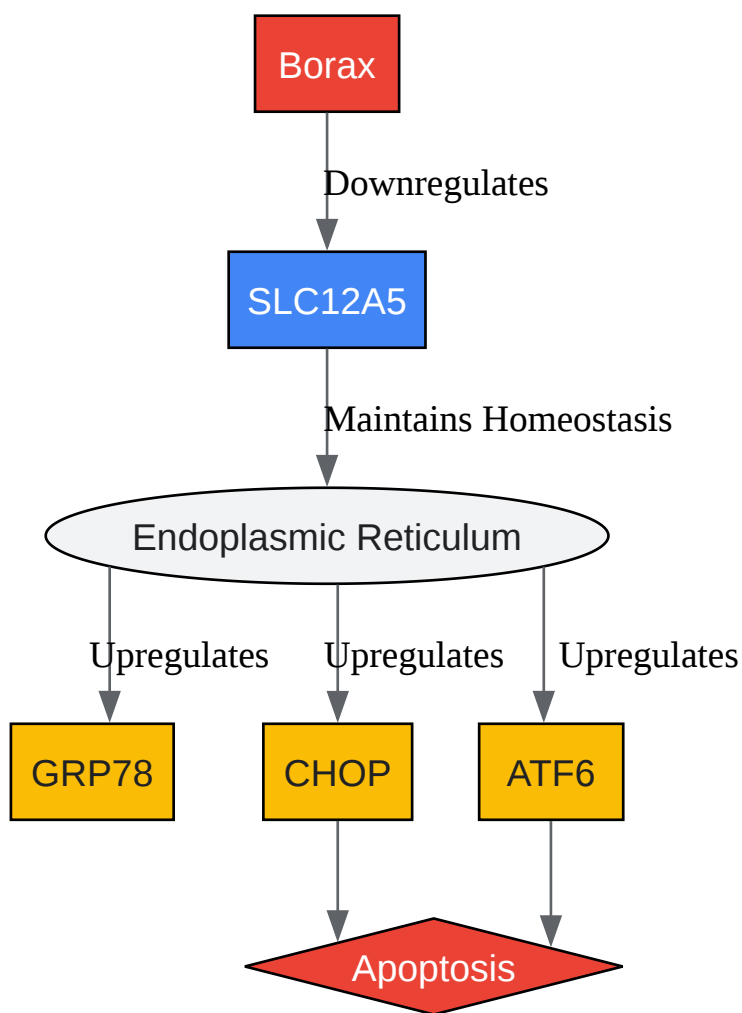 Borax
Downregulates
SLC12A5
Maintains Homeostasis
Endoplasmic Reticulum
Upregulates
Upregulates
Upregulates
GRP78
CHOP
ATF6
Apoptosis